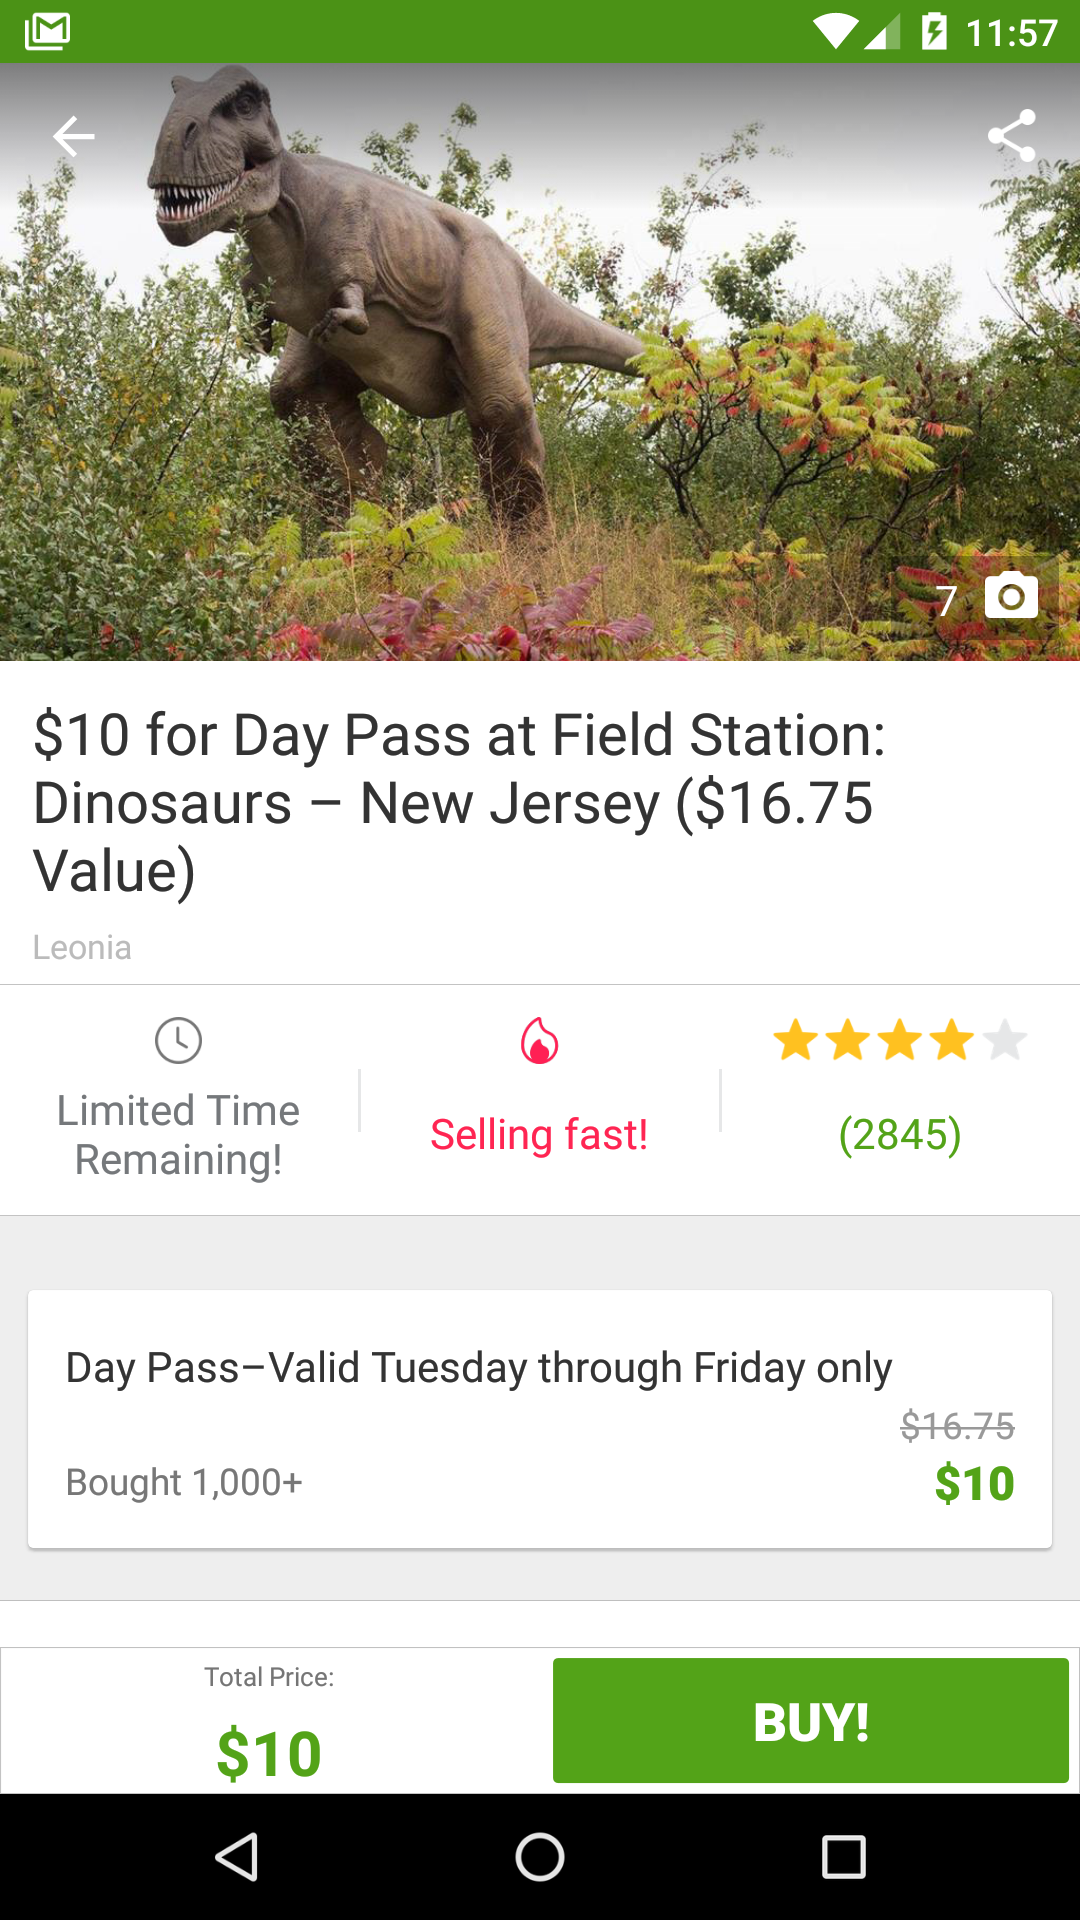 11:57
7
$10 for Day Pass at Field Station:
Dinosaurs – New Jersey ($16.75
Value)
Leonia
Limited Time
Remaining!
Selling fast!
(2845)
Day Pass–Valid Tuesday through Friday only
$16.75
Bought 1,000+
$10
Total Price:
$10
BUY!